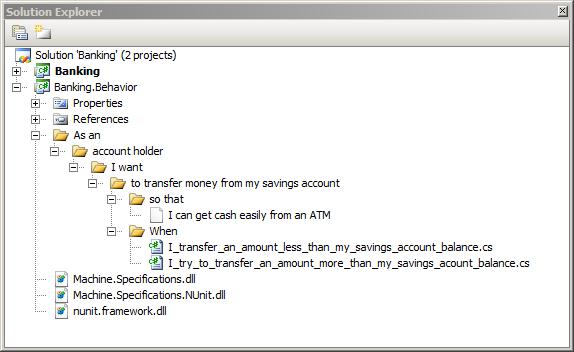 Solution Explorer
Solution 'Banking' (2 projects)
Banking
Banking.Behavior
Properties
References
As an
account holder
I want
to transfer money from my savings account
so that
I can get cash easily from an ATM
When
I_transfer_an_amount_less_than_my_savings_account_balance.cs
I_try_to_transfer_an_amount_more_than_my_savings_acount_balance.cs
Machine.Specifications.dll
Machine.Specifications.NUnit.dll
nunit.framework.dll